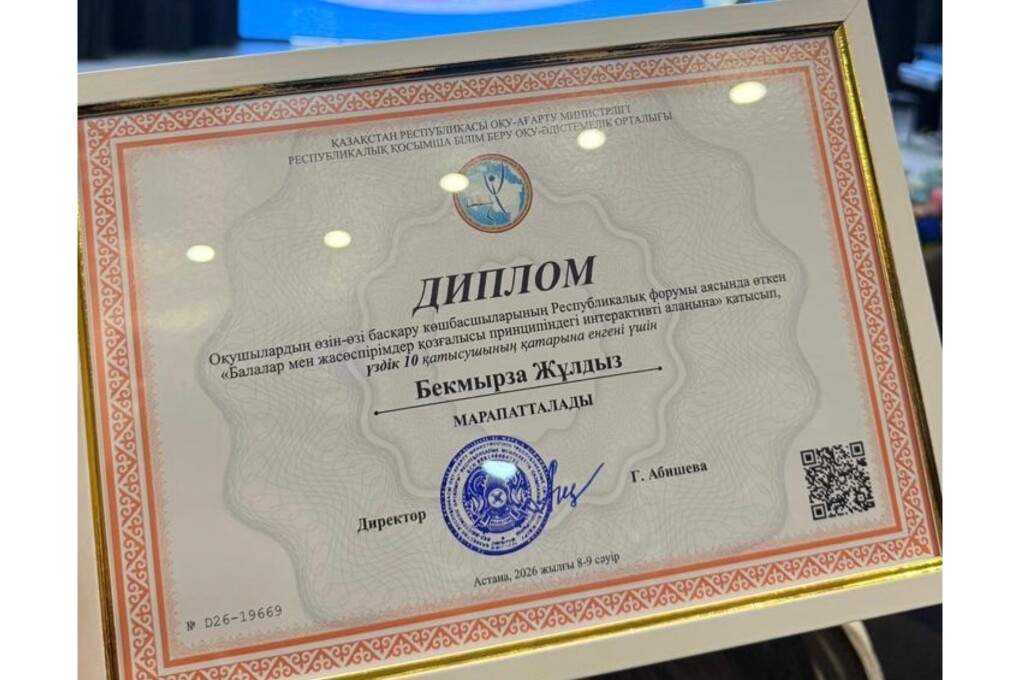 ҚАЗАҚСТАН РЕСПУБЛИКАСЫ ОҚУ-АҒАРТУ МИНИСТРЛІГІ
РЕСПУБЛИКАЛЫҚ ҚОСЫМША БІЛІМ БЕРУ ОҚУ-ӘДІСТЕМЕЛІК ОРТАЛЫҒЫ
ДИПЛОМ
Оқушылардың өзін-өзі басқару көшбасшыларының Республикалық форумы аясында өткен
«Балалар мен жасөспірімдер қозғалысы принципіндегі интерактивті алаңына» қатысып,
үздік 10 қатысушының қатарына енгені үшін
Бекмырза Жұлдыз
МАРАПАТТАЛАДЫ
Директор
Г. Абишева
Астана, 2026 жылғы 8-9 сәуір
№ D26-19669